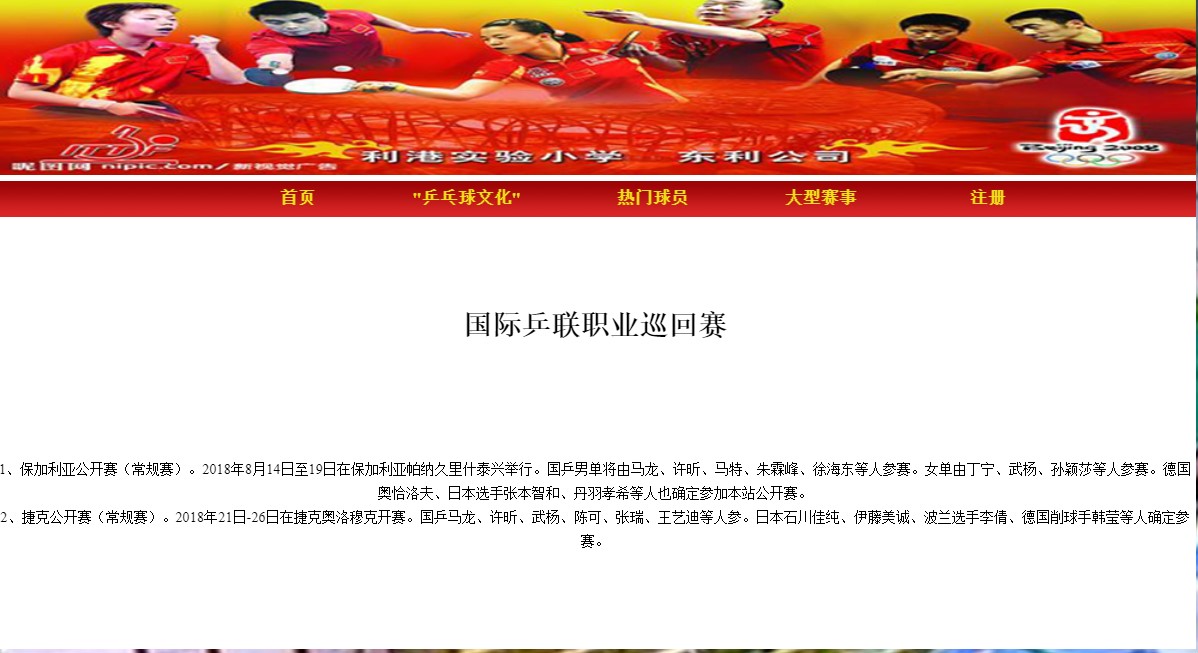 ITTF
昵图网 nipic.com/新视觉广告
利港实验小学 东利公司
Beijing 2008
首页 "乒乓球文化" 热门球员 大型赛事 注册
国际乒联职业巡回赛
1、保加利亚公开赛（常规赛）。2018年8月14日至19日在保加利亚帕纳久里什泰兴举行。国乒男单将由马龙、许昕、马特、朱霖峰、徐海东等人参赛。女单由丁宁、武杨、孙颖莎等人参赛。德国
奥恰洛夫、日本选手张本智和、丹羽孝希等人也确定参加本站公开赛。
2、捷克公开赛（常规赛）。2018年21日-26日在捷克奥洛穆克开赛。国乒马龙、许昕、武杨、陈可、张瑞、王艺迪等人参。日本石川佳纯、伊藤美诚、波兰选手李倩、德国削球手韩莹等人确定参
赛。